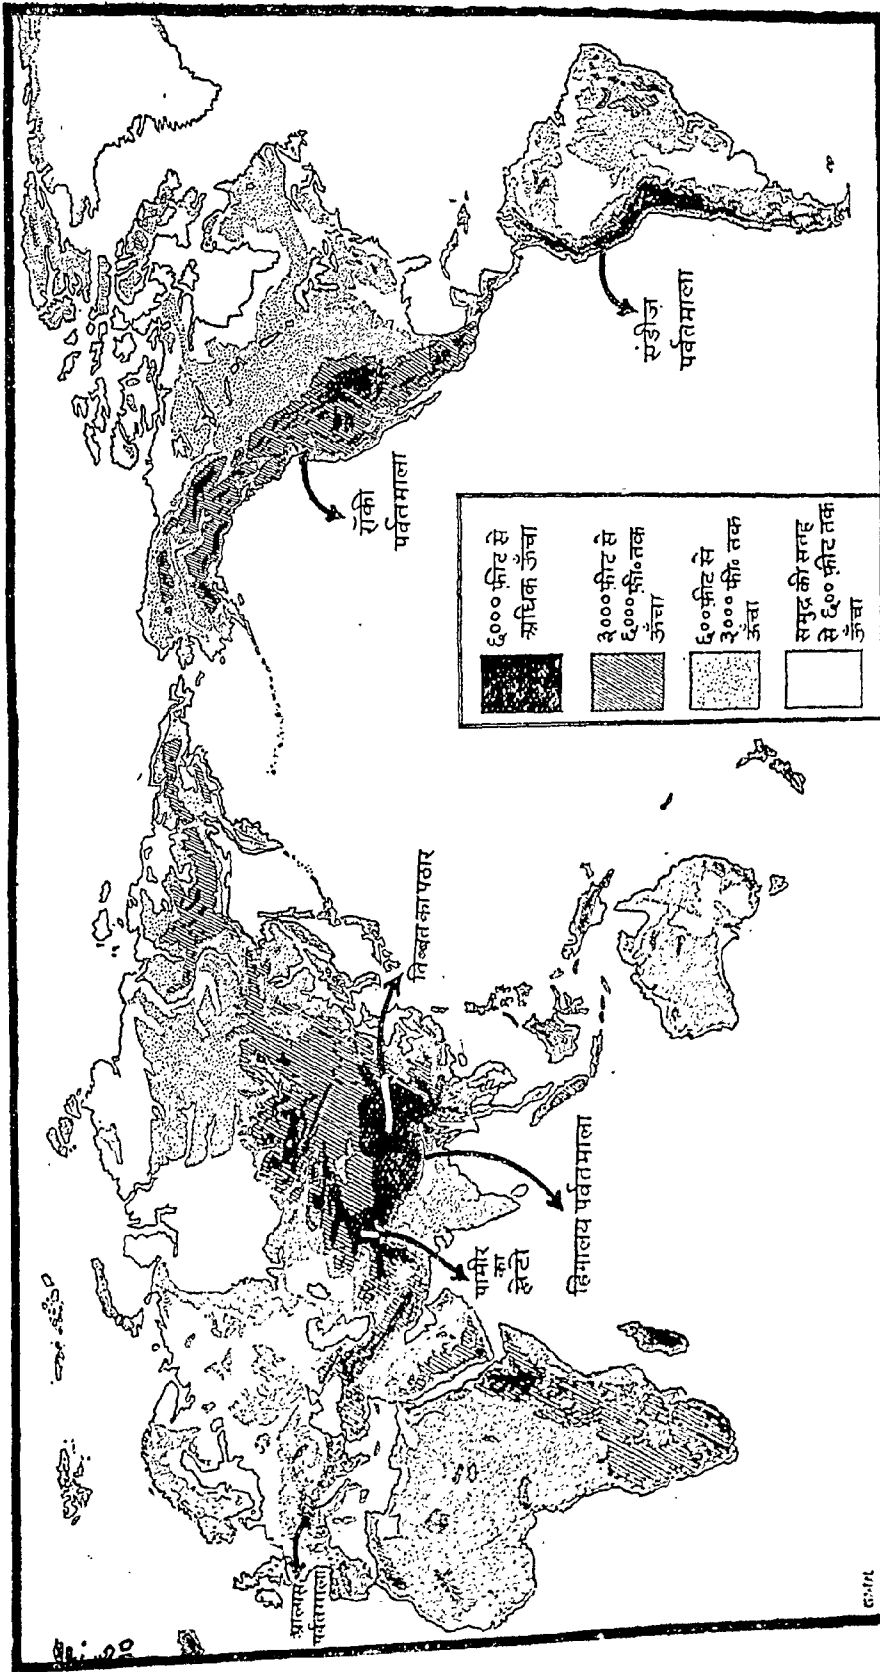 आल्प्स
पर्वतमाला
पामीर
का
प्लेटो
हिमालय पर्वतमाला
तिब्बत का पठार
रॉकी
पर्वतमाला
एंडीज़
पर्वतमाला
६००० फ़ीट से
अधिक ऊँचा
३००० फ़ीट से
६००० फ़ी० तक
ऊँचा
६०० फ़ीट से
३००० फ़ी० तक
ऊँचा
समुद्र की सतह
से ६०० फ़ीट तक
ऊँचा